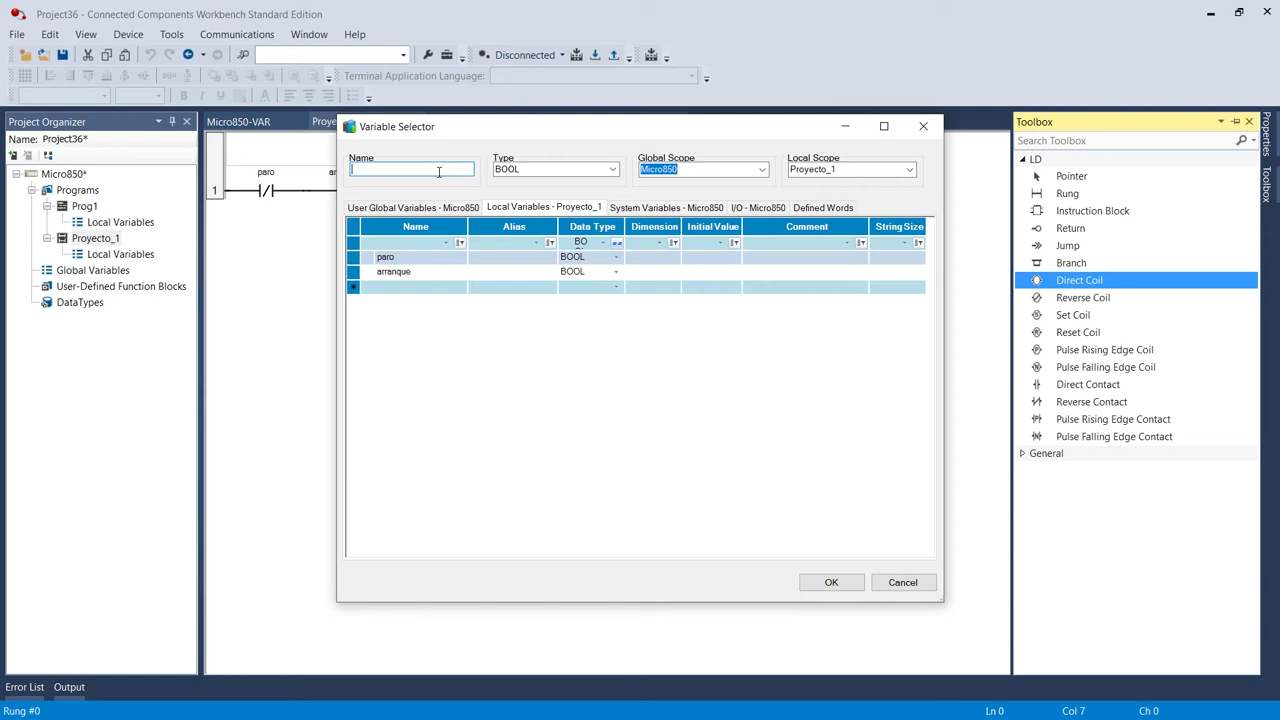 Project36 - Connected Components Workbench Standard Edition
File Edit View Device Tools Communications Window Help
Disconnected
Terminal Application Language:
B I U
Project Organizer
Name: Project36*
Micro850*
Programs
Prog1
Local Variables
Proyecto_1
Local Variables
Global Variables
User-Defined Function Blocks
DataTypes
Micro850-VAR
Proye
1
paro
ar
Variable Selector
Name Type Global Scope Local Scope
BOOL Micro850 Proyecto_1
User Global Variables - Micro850 Local Variables - Proyecto_1 System Variables - Micro850 I/O - Micro850 Defined Words
Name Alias Data Type Dimension Initial Value Comment String Size
BO
paro BOOL
arranque BOOL
OK Cancel
Toolbox
Search Toolbox
LD
Pointer
Rung
Instruction Block
Return
Jump
Branch
Direct Coil
Reverse Coil
Set Coil
Reset Coil
Pulse Rising Edge Coil
Pulse Falling Edge Coil
Direct Contact
Reverse Contact
Pulse Rising Edge Contact
Pulse Falling Edge Contact
General
Properties
Toolbox
Error List Output
Rung #0 Ln 0 Col 7 Ch 0